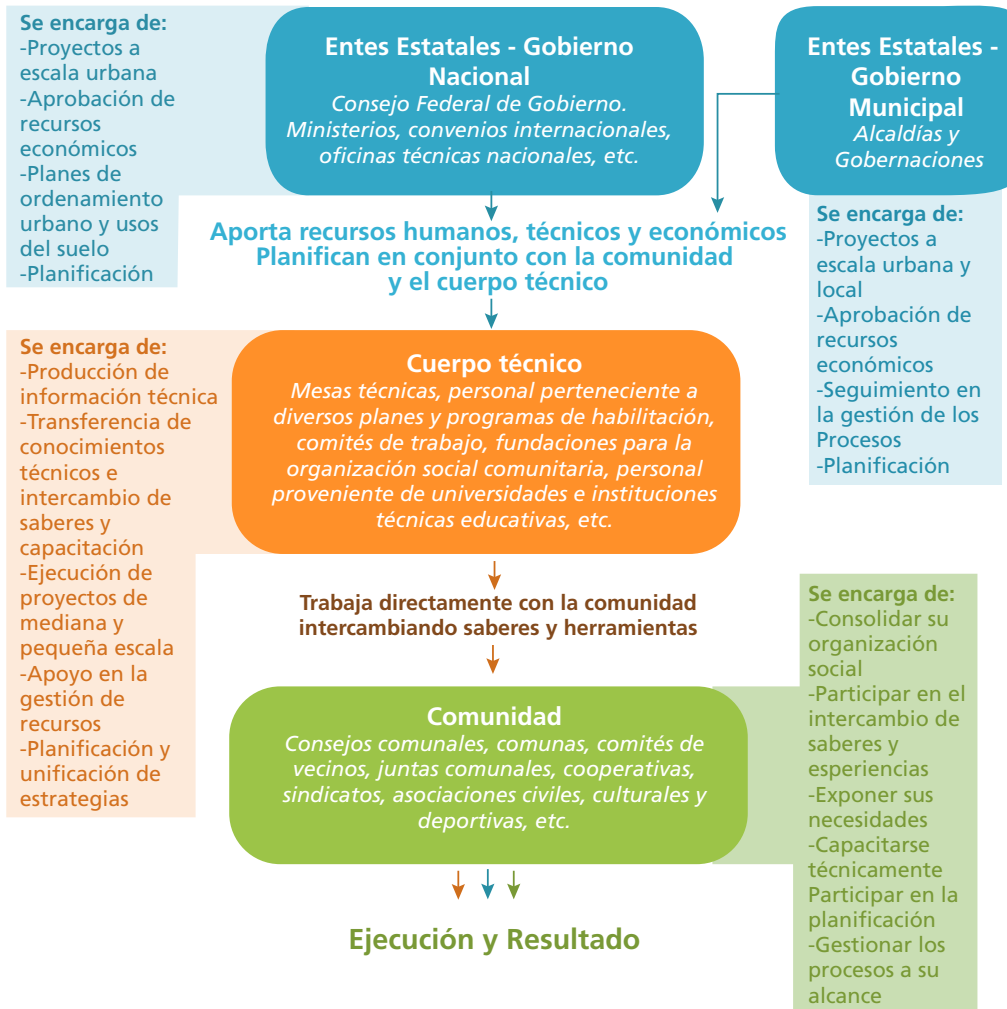 Se encarga de:
-Proyectos a
escala urbana
-Aprobación de
recursos
económicos
-Planes de
ordenamiento
urbano y usos
del suelo
-Planificación
Entes Estatales - Gobierno
Nacional
Consejo Federal de Gobierno.
Ministerios, convenios internacionales,
oficinas técnicas nacionales, etc.
Entes Estatales -
Gobierno
Municipal
Alcaldías y
Gobernaciones
Se encarga de:
-Proyectos a
escala urbana y
local
-Aprobación de
recursos
económicos
-Seguimiento en
la gestión de los
Procesos
-Planificación
Aporta recursos humanos, técnicos y económicos
Planifican en conjunto con la comunidad
y el cuerpo técnico
Se encarga de:
-Producción de
información técnica
-Transferencia de
conocimientos
técnicos e
intercambio de
saberes y
capacitación
-Ejecución de
proyectos de
mediana y
pequeña escala
-Apoyo en la
gestión de
recursos
-Planificación y
unificación de
estrategias
Cuerpo técnico
Mesas técnicas, personal perteneciente a
diversos planes y programas de habilitación,
comités de trabajo, fundaciones para la
organización social comunitaria, personal
proveniente de universidades e instituciones
técnicas educativas, etc.
Trabaja directamente con la comunidad
intercambiando saberes y herramientas
Comunidad
Consejos comunales, comunas, comités de
vecinos, juntas comunales, cooperativas,
sindicatos, asociaciones civiles, culturales y
deportivas, etc.
Se encarga de:
-Consolidar su
organización
social
-Participar en el
intercambio de
saberes y
esperiencias
-Exponer sus
necesidades
-Capacitarse
técnicamente
Participar en la
planificación
-Gestionar los
procesos a su
alcance
Ejecución y Resultado